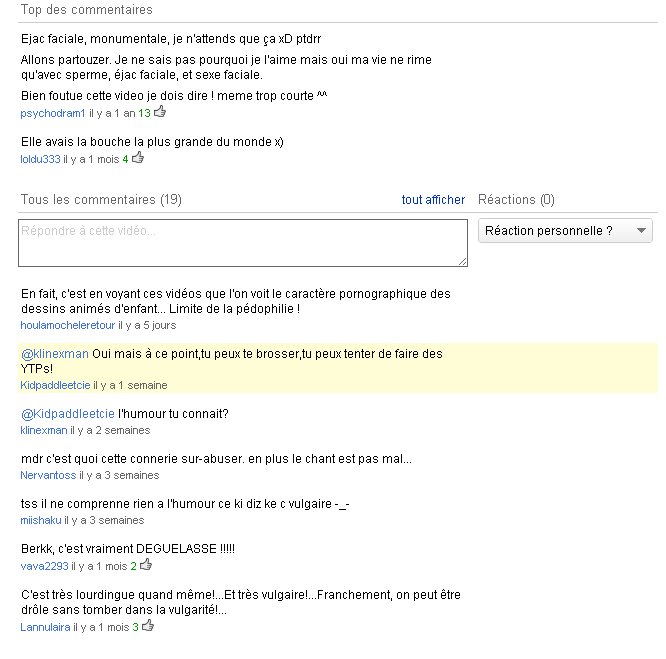 Top des commentaires
Ejac faciale, monumentale, je n'attends que ça xD ptdrr
Allons partouzer. Je ne sais pas pourquoi je l'aime mais oui ma vie ne rime
qu'avec sperme, éjac faciale, et sexe faciale.
Bien foutue cette video je dois dire ! meme trop courte ^^
psychodram1 il y a 1 an 13
Elle avais la bouche la plus grande du monde x)
loldu333 il y a 1 mois 4
Tous les commentaires (19) tout afficher Réactions (0)
Répondre à cette vidéo... Réaction personnelle ?
En fait, c'est en voyant ces vidéos que l'on voit le caractère pornographique des
dessins animés d'enfant... Limite de la pédophilie !
houlamocheleretour il y a 5 jours
@klinexman Oui mais à ce point,tu peux te brosser,tu peux tenter de faire des
YTPs!
Kidpaddleetcie il y a 1 semaine
@Kidpaddleetcie l'humour tu connait?
klinexman il y a 2 semaines
mdr c'est quoi cette connerie sur-abuser. en plus le chant est pas mal...
Nervantoss il y a 3 semaines
tss il ne comprenne rien a l'humour ce ki diz ke c vulgaire -_-
miishaku il y a 3 semaines
Berkk, c'est vraiment DEGUELASSE !!!!!
vava2293 il y a 1 mois 2
C'est très lourdingue quand même!...Et très vulgaire!...Franchement, on peut être
drôle sans tomber dans la vulgarité!...
Lannulaira il y a 1 mois 3